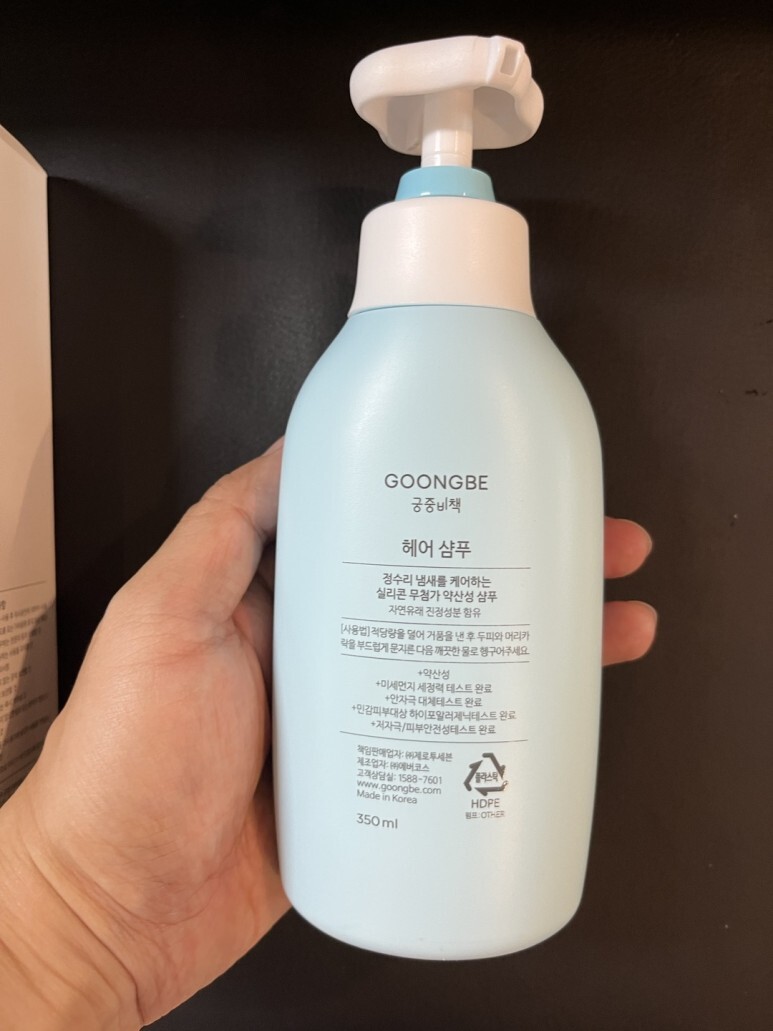 GOONGBE
궁중비책
헤어 샴푸
정수리 냄새를 케어하는
실리콘 무첨가 약산성 샴푸
자연유래 진정성분 함유
[사용법] 적당량을 덜어 거품을 낸 후 두피와 머리카
락을 부드럽게 문지른 다음 깨끗한 물로 헹구어주세요.
+약산성
+미세먼지 세정력 테스트 완료
+안자극 대체테스트 완료
+민감피부대상 하이포알러제닉테스트 완료
+저자극/피부안전성테스트 완료
책임판매업자: ㈜제로투세븐
제조업자: ㈜에버코스
고객상담실: 1588-7601
www.goongbe.com
Made in Korea
350 ml
플라스틱
HDPE
펌프: OTHER